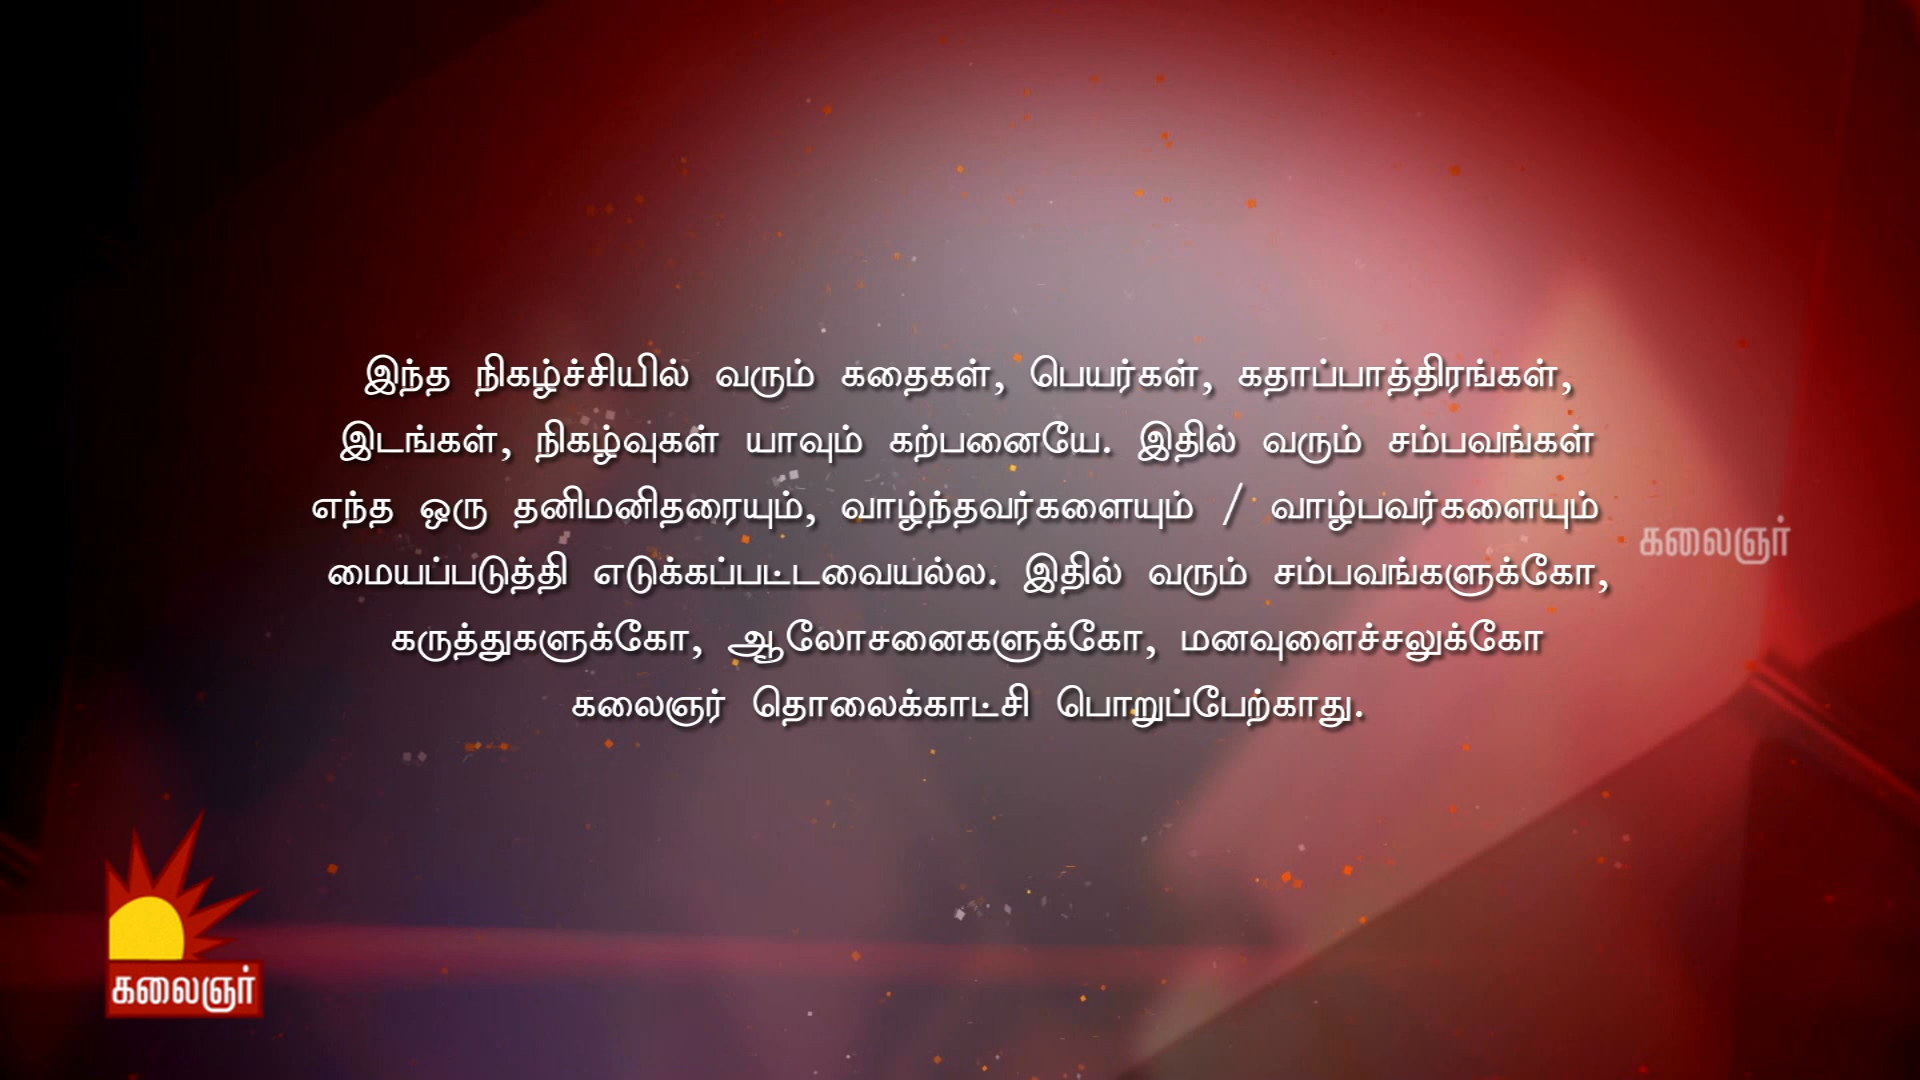 இந்த நிகழ்ச்சியில் வரும் கதைகள், பெயர்கள், கதாப்பாத்திரங்கள்,
இடங்கள், நிகழ்வுகள் யாவும் கற்பனையே. இதில் வரும் சம்பவங்கள்
எந்த ஒரு தனிமனிதரையும், வாழ்ந்தவர்களையும் / வாழ்பவர்களையும்
மையப்படுத்தி எடுக்கப்பட்டவையல்ல. இதில் வரும் சம்பவங்களுக்கோ,
கருத்துகளுக்கோ, ஆலோசனைகளுக்கோ, மனவுளைச்சலுக்கோ
கலைஞர் தொலைக்காட்சி பொறுப்பேற்காது.
கலைஞர்
கலைஞர்